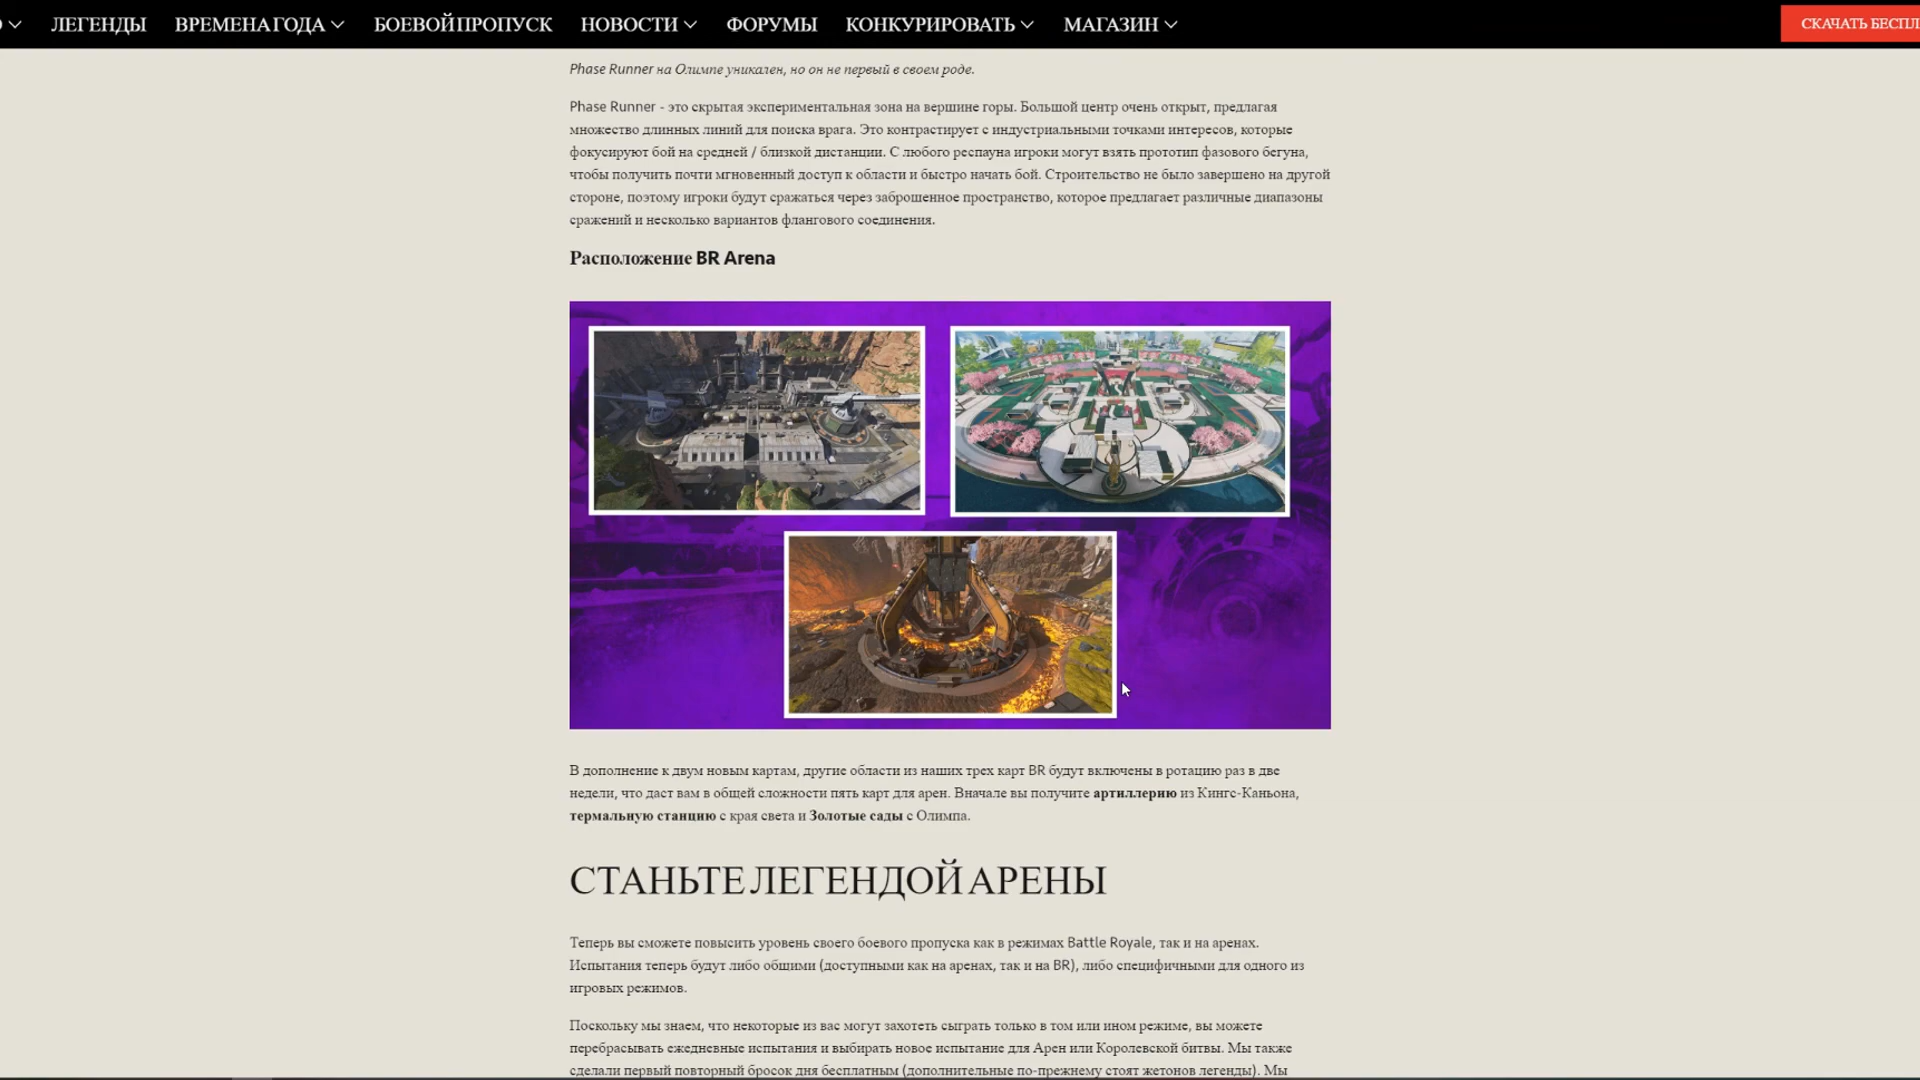 ЛЕГЕНДЫ ВРЕМЕНА ГОДА БОЕВОЙ ПРОПУСК НОВОСТИ ФОРУМЫ КОНКУРИРОВАТЬ МАГАЗИН СКАЧАТЬ
Phase Runner на Олимпе уникален, но он не первый в своем роде.
Phase Runner - это скрытая экспериментальная зона на вершине горы. Большой центр очень открыт, предлагая
множество длинных линий для поиска врага. Это контрастирует с индустриальными точками интересов, которые
фокусируют бой на средней / близкой дистанции. С любого респауна игроки могут взять прототип фазового бегуна,
чтобы получить почти мгновенный доступ к области и быстро начать бой. Строительство не было завершено на другой
стороне, поэтому игроки будут сражаться через заброшенное пространство, которое предлагает различные диапазоны
сражений и несколько вариантов флангового соединения.
Расположение BR Arena
В дополнение к двум новым картам, другие области из наших трех карт BR будут включены в ротацию раз в две
недели, что даст вам в общей сложности пять карт для арен. Вначале вы получите артиллерию из Кингс-Каньона,
термальную станцию с края света и Золотые сады с Олимпа.
СТАНЬТЕ ЛЕГЕНДОЙ АРЕНЫ
Теперь вы сможете повысить уровень своего боевого пропуска как в режимах Battle Royale, так и на аренах.
Испытания теперь будут либо общими (доступными как на аренах, так и на BR), либо специфичными для одного из
игровых режимов.
Поскольку мы знаем, что некоторые из вас могут захотеть сыграть только в том или ином режиме, вы можете
перебрасывать ежедневные испытания и выбирать новое испытание для Арен или Королевской битвы. Мы также
сделали первый повторный бросок дня бесплатным (дополнительные по-прежнему стоят жетонов легенды). Мы